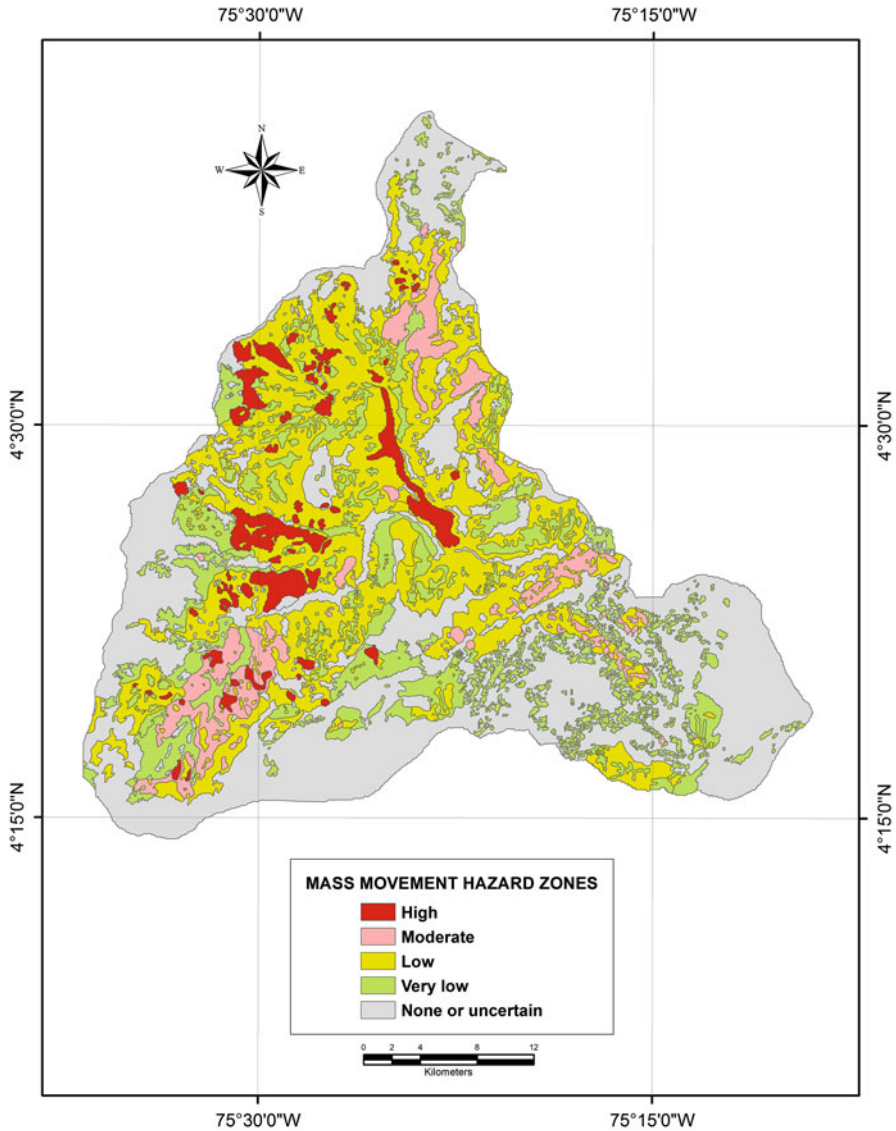 75°30'0"W 75°15'0"W
N
W E
S
4°30'0"N 4°30'0"N
4°15'0"N 4°15'0"N
MASS MOVEMENT HAZARD ZONES
High
Moderate
Low
Very low
None or uncertain
0 2 4 8 12
Kilometers
75°30'0"W 75°15'0"W